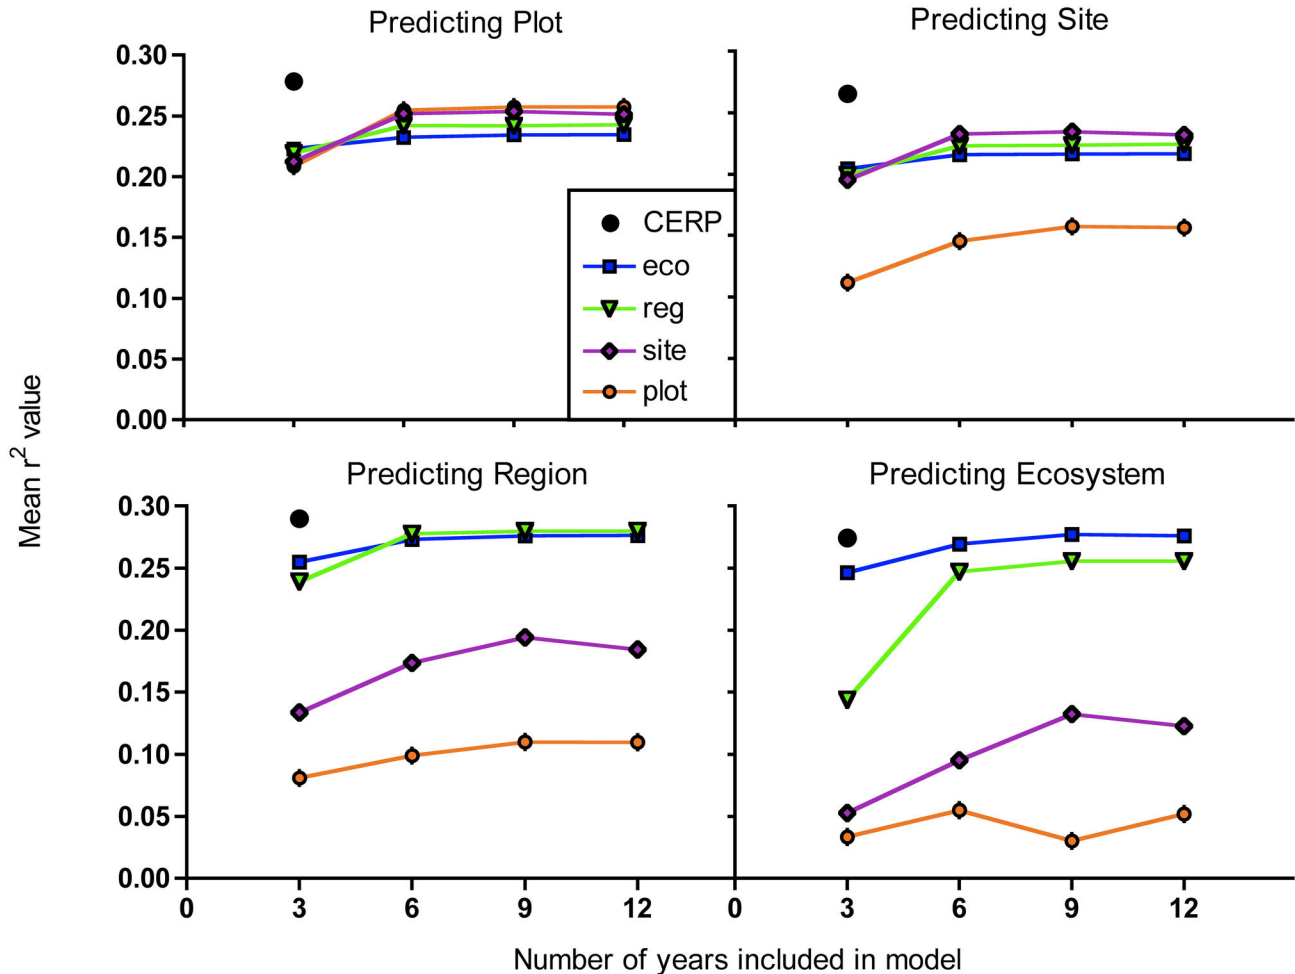 Predicting Plot
Predicting Site
0.30
0.25
0.20
0.15
0.10
0.05
0.00
CERP
eco
reg
site
plot
Mean r² value
Predicting Region
Predicting Ecosystem
0.30
0.25
0.20
0.15
0.10
0.05
0.00
0 3 6 9 12 0 3 6 9 12
Number of years included in model